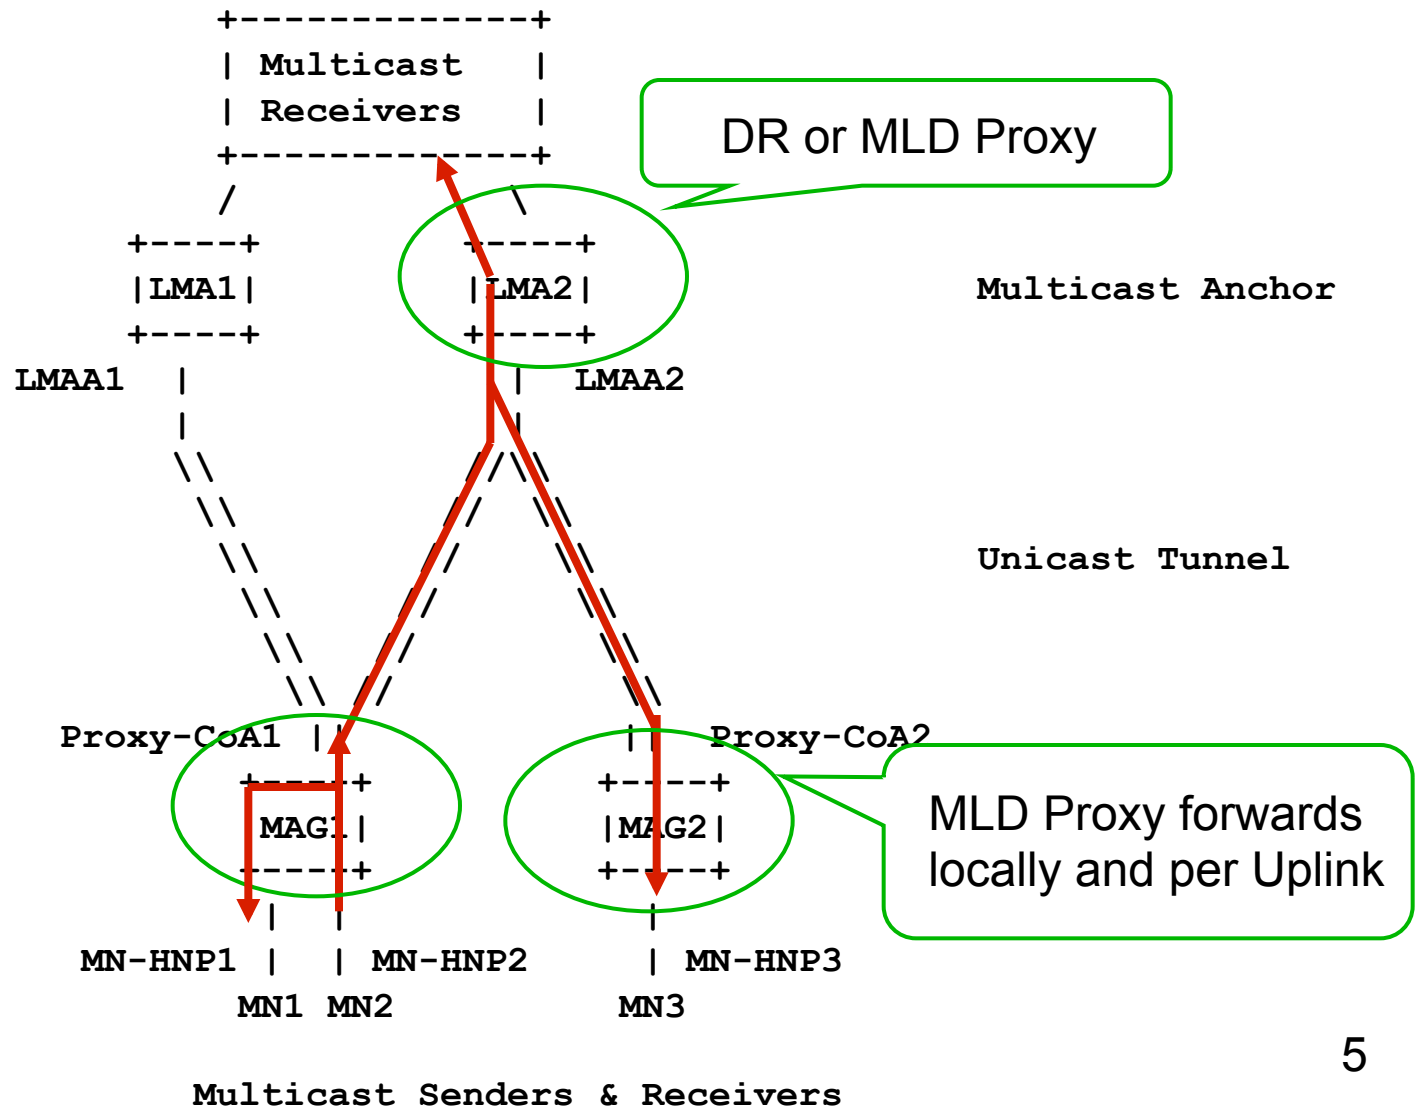 +--------------+
| Multicast    |
| Receivers    |
+--------------+
DR or MLD Proxy
/ \
+----+ +----+
|LMA1| |LMA2| Multicast Anchor
+----+ +----+
LMAA1 | | LMAA2
| |
\\ // \\
\\ // \\
\\ // \\ Unicast Tunnel
\\ // \\
\\ // \\
\\ // \\
Proxy-CoA1 || || Proxy-CoA2
+----+ +----+
|MAG1| |MAG2|
+----+ +----+
MLD Proxy forwards
locally and per Uplink
| | |
MN-HNP1 | | MN-HNP2 | MN-HNP3
MN1 MN2 MN3
5
Multicast Senders & Receivers